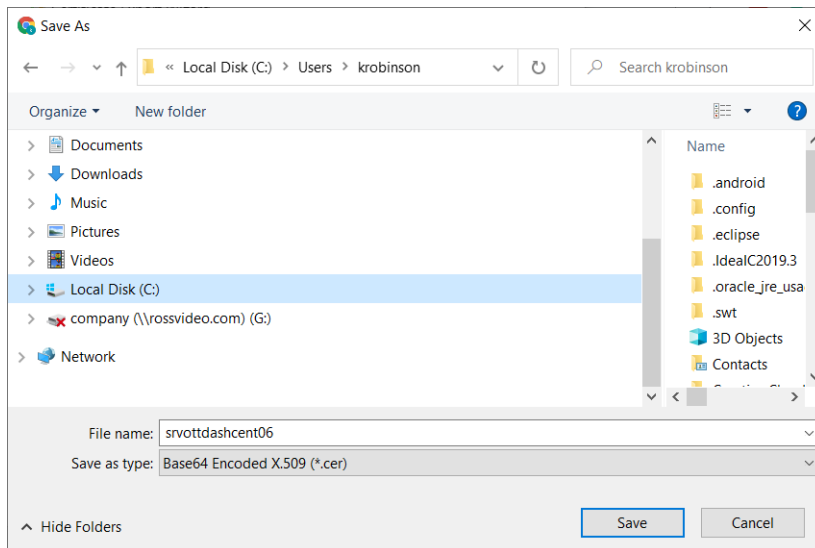 Save As
« Local Disk (C:) > Users > krobinson
Search krobinson
Organize
New folder
?
Documents
Downloads
Music
Pictures
Videos
Local Disk (C:)
company (\\rossvideo.com) (G:)
Network
Name
.android
.config
.eclipse
.IdeaIC2019.3
.oracle_jre_usa
.swt
3D Objects
Contacts
File name: srvottdashcent06
Save as type: Base64 Encoded X.509 (*.cer)
Hide Folders
Save
Cancel